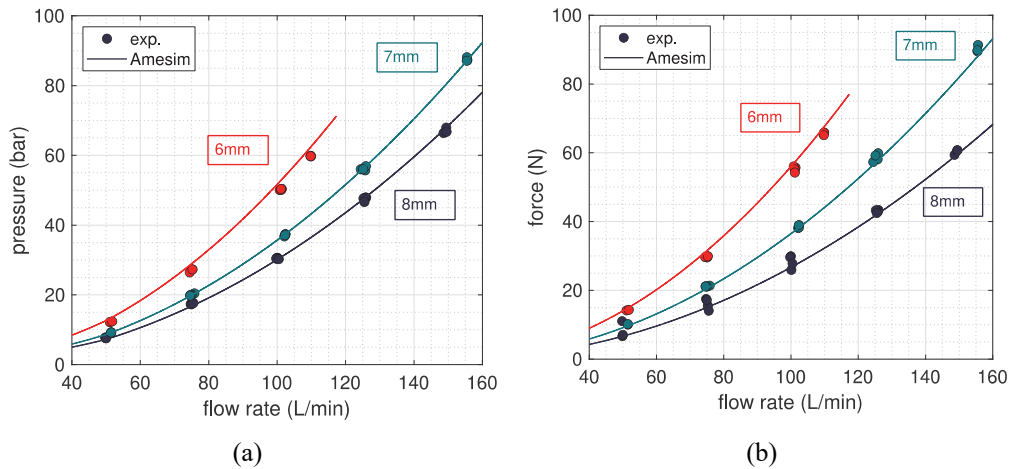 100
80
60
40
20
0
pressure (bar)
exp.
Amesim
6mm
7mm
8mm
40 60 80 100 120 140 160
flow rate (L/min)
(a)
100
80
60
40
20
0
force (N)
exp.
Amesim
6mm
7mm
8mm
40 60 80 100 120 140 160
flow rate (L/min)
(b)